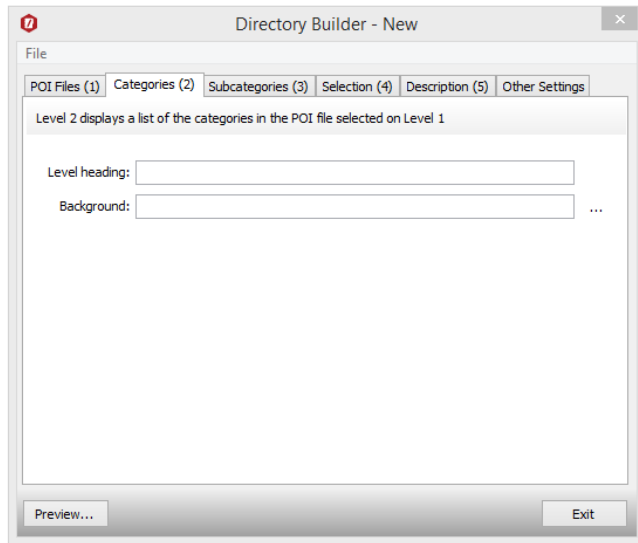 Directory Builder - New
File
POI Files (1) Categories (2) Subcategories (3) Selection (4) Description (5) Other Settings
Level 2 displays a list of the categories in the POI file selected on Level 1
Level heading:
Background: ...
Preview... Exit